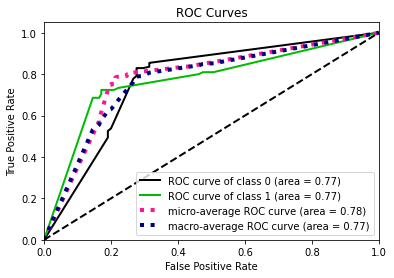 ROC Curves
True Positive Rate
1.0
0.8
0.6
0.4
0.2
0.0
ROC curve of class 0 (area = 0.77)
ROC curve of class 1 (area = 0.77)
micro-average ROC curve (area = 0.78)
macro-average ROC curve (area = 0.77)
0.0 0.2 0.4 0.6 0.8 1.0
False Positive Rate